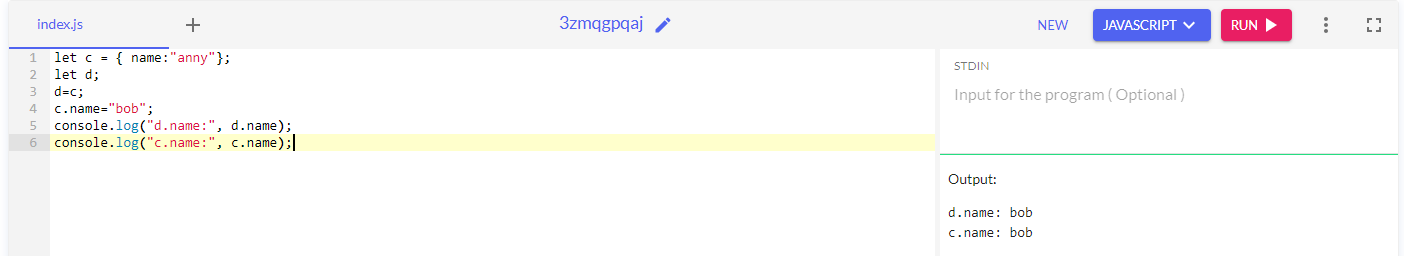 index.js
3zmqgpqaj
NEW
JAVASCRIPT
RUN
1 let c = { name:"anny"};
2 let d;
3 d=c;
4 c.name="bob";
5 console.log("d.name:", d.name);
6 console.log("c.name:", c.name);
STDIN
Input for the program ( Optional )
Output:
d.name: bob
c.name: bob